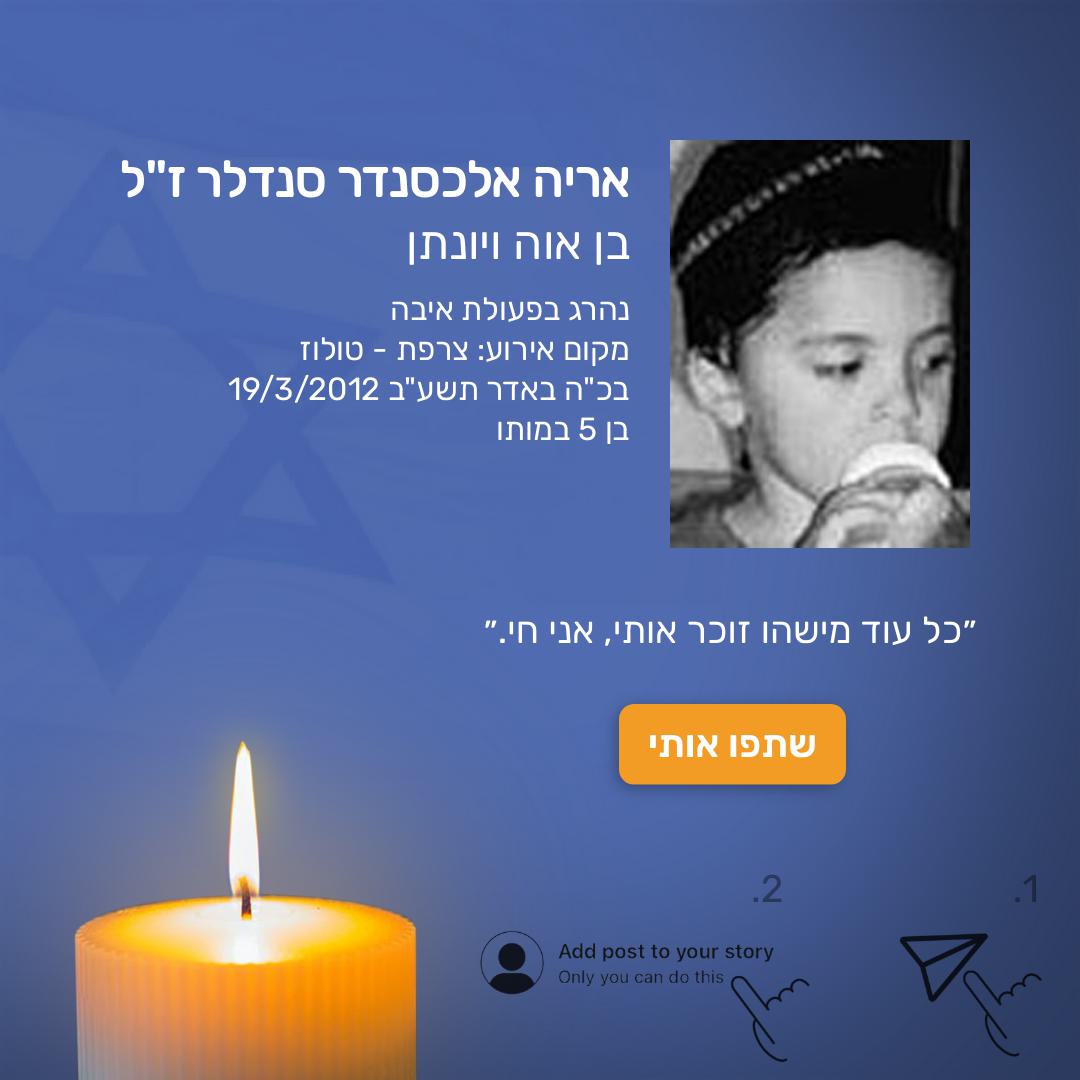 אריה אלכסנדר סנדלר ז"ל
בן אוה ויונתן
נהרג בפעולת איבה
מקום אירוע: צרפת - טולוז
בכ"ה באדר תשע"ב 19/3/2012
בן 5 במותו
״כל עוד מישהו זוכר אותי, אני חי.״
שתפו אותי
.1
.2
Add post to your story
Only you can do this